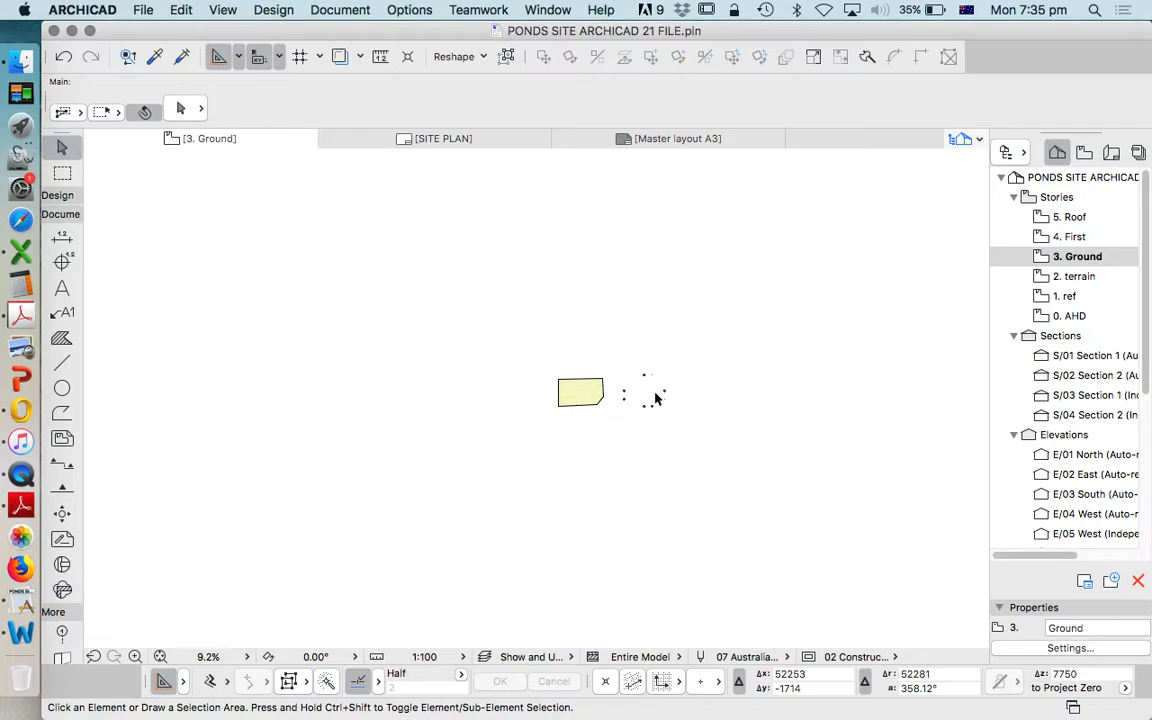 ARCHICAD File Edit View Design Document Options Teamwork Window Help 9 35% Mon 7:35 pm
PONDS SITE ARCHICAD 21 FILE.pln
Reshape
Main:
[3. Ground] [SITE PLAN] [Master layout A3]
PONDS SITE ARCHICAD
Design
Stories
Docume
5. Roof
4. First
3. Ground
2. terrain
1. ref
0. AHD
Sections
S/01 Section 1 (Au
S/02 Section 2 (Au
S/03 Section 1 (In
S/04 Section 2 (In
Elevations
E/01 North (Auto-r
E/02 East (Auto-re
E/03 South (Auto-
E/04 West (Auto-r
E/05 West (Indepe
More
Properties
3. Ground
Settings...
9.2% 0.00° 1:100 Show and U... Entire Model 07 Australia... 02 Construc...
Half
2
OK Cancel
Δx: 52253
Δy: -1714
Δr: 52281
a: 358.12°
Δz: 7750
to Project Zero
Click an Element or Draw a Selection Area. Press and Hold Ctrl+Shift to Toggle Element/Sub-Element Selection.